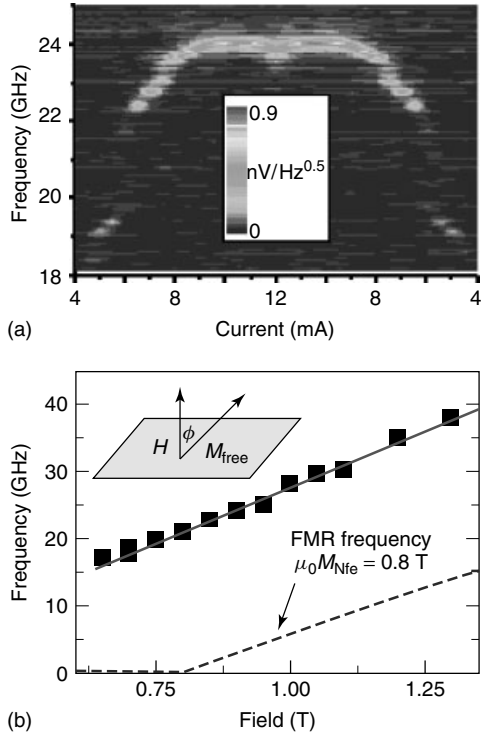 24
22
20
18
Frequency (GHz)
0.9
nV/Hz^0.5
0
4
8
12
8
4
Current (mA)
(a)
40
30
20
10
0
Frequency (GHz)
H
ϕ
M_free
FMR frequency
μ₀M_Nfe = 0.8 T
0.75
1.00
1.25
Field (T)
(b)